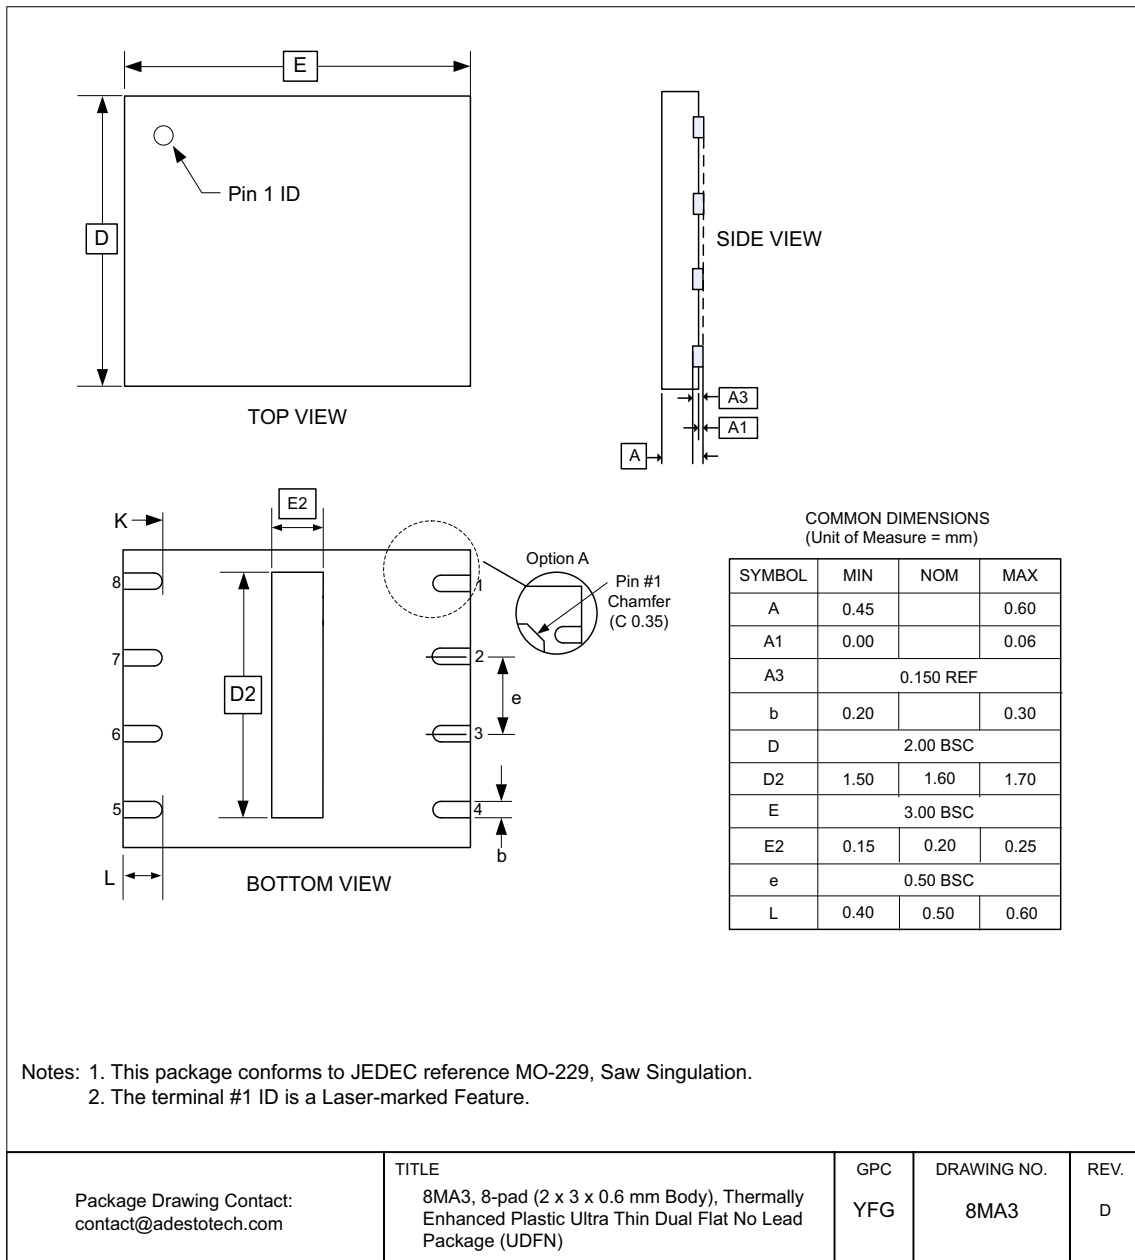 E
Pin 1 ID
D
SIDE VIEW
TOP VIEW
A3
A1
A
E2
K
8
7
6
5
D2
1
2
3
4
e
b
L
Option A
Pin #1
Chamfer
(C 0.35)
BOTTOM VIEW
COMMON DIMENSIONS
(Unit of Measure = mm)
SYMBOL MIN NOM MAX
A 0.45 0.60
A1 0.00 0.06
A3 0.150 REF
b 0.20 0.30
D 2.00 BSC
D2 1.50 1.60 1.70
E 3.00 BSC
E2 0.15 0.20 0.25
e 0.50 BSC
L 0.40 0.50 0.60
Notes: 1. This package conforms to JEDEC reference MO-229, Saw Singulation.
2. The terminal #1 ID is a Laser-marked Feature.
Package Drawing Contact:
contact@adestotech.com
TITLE
8MA3, 8-pad (2 x 3 x 0.6 mm Body), Thermally
Enhanced Plastic Ultra Thin Dual Flat No Lead
Package (UDFN)
GPC
YFG
DRAWING NO.
8MA3
REV.
D